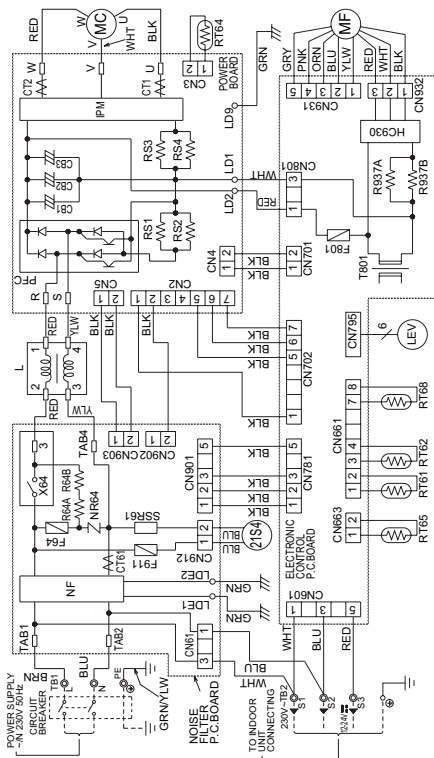 POWER SUPPLY
~/N 230V 50Hz
CIRCUIT
BREAKER
TB1
L
N
PE
BRN
BLU
GRN/YLW
TAB1
TAB2
NOISE
FILTER
P.C.BOARD
NF
LDE1
LDE2
GRN
GRN
CN61
3
1
WHT
BLU
F64
X64
3
R64A
R64B
NR64
CT61
TAB4
SSR61
F911
CN912
1
2
BLU
BLU
21S4
CN901
1
2
3
5
CN902
2
1
CN903
2
1
RED
YLW
L
2
1
3
4
RED
YLW
R
S
BLK
BLK
BLK
BLK
BLK
BLK
BLK
BLK
BLK
BLK
PFC
CB1
CB2
CB3
RS1
RS2
RS3
RS4
IPM
POWER
BOARD
CN5
2
1
CN2
1
2
3
4
5
6
7
CN4
1
2
LD2
LD1
LD9
GRN
CN3
2
1
RT64
CT2
CT1
W
V
U
RED
WHT
BLK
W
V
U
MC
TO INDOOR
UNIT
CONNECTING
230V~
12-24V
TB2
S1
S2
S3
WHT
BLU
RED
CN601
1
3
5
ELECTRONIC
CONTROL
P.C.BOARD
CN781
1
2
3
5
CN702
1
5
6
7
CN701
1
2
CN801
1
3
RED
WHT
F801
T801
HC930
R937A
R937B
CN931
5
4
3
2
1
CN932
3
2
1
GRY
PNK
ORN
BLU
YLW
RED
WHT
BLK
MF
CN663
1
2
CN661
1
2
3
4
7
8
RT65
RT61
RT62
RT68
CN795
6
LEV